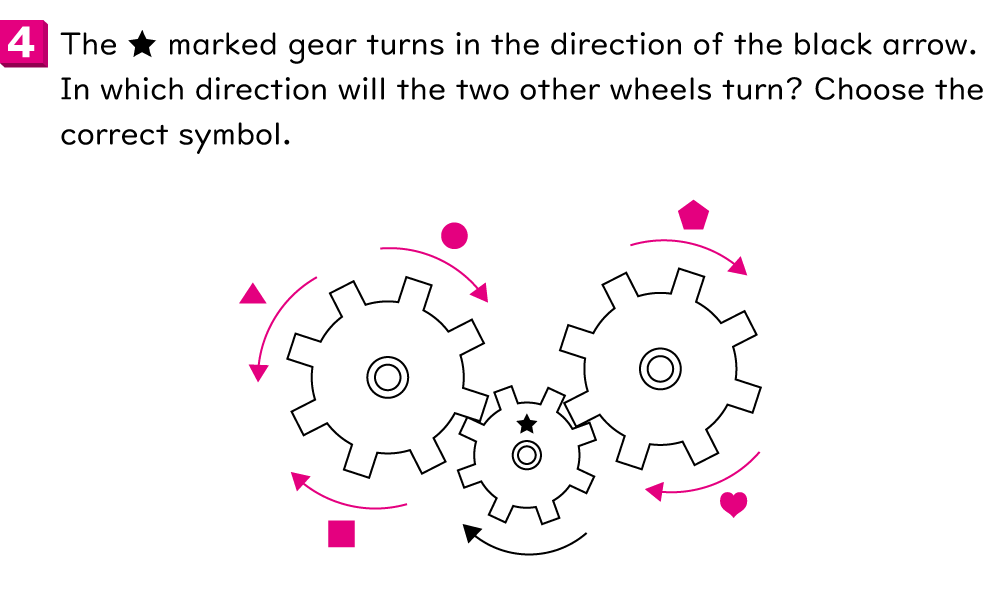 4 The ★ marked gear turns in the direction of the black arrow.
In which direction will the two other wheels turn? Choose the
correct symbol.